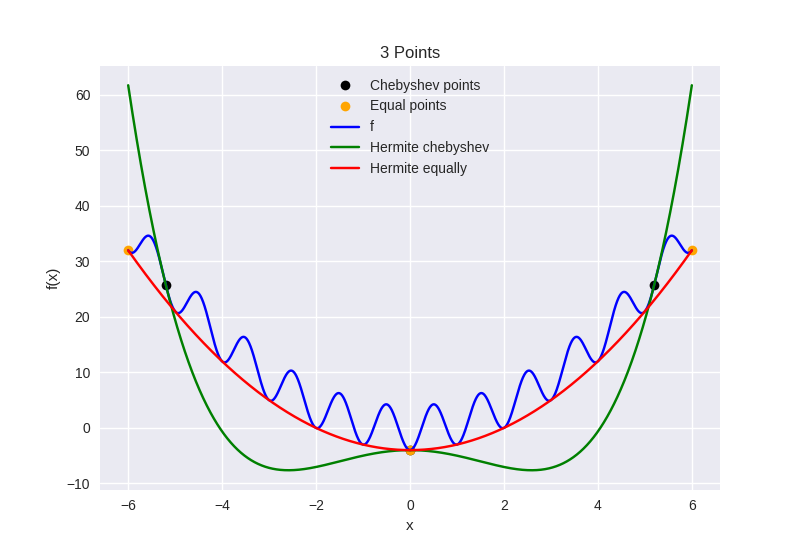 3 Points
Chebyshev points
Equal points
f
Hermite chebyshev
Hermite equally
60
50
40
30
20
10
0
−10
f(x)
−6 −4 −2 0 2 4 6
x